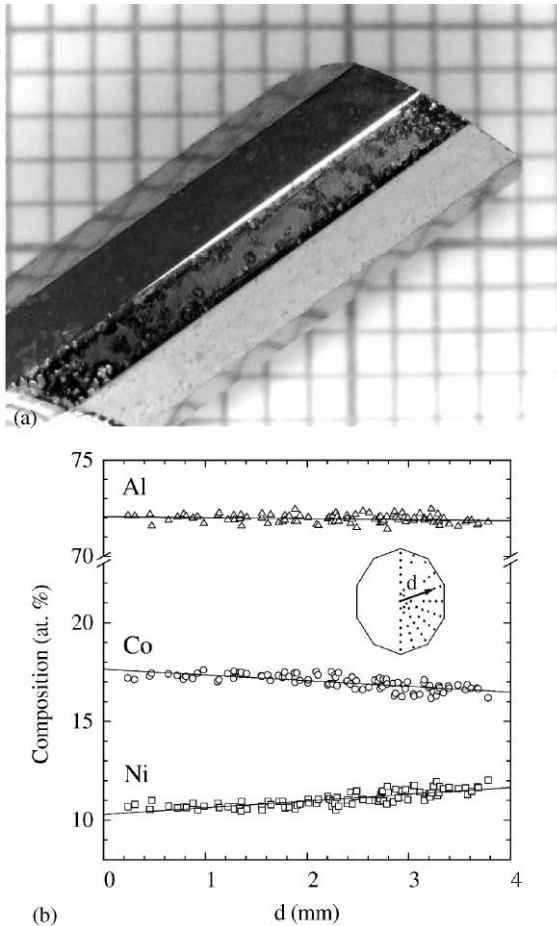 (a)
75
Al
70
d
20
Co
15
Ni
10
Composition (at. %)
0 1 2 3 4
(b)
d (mm)